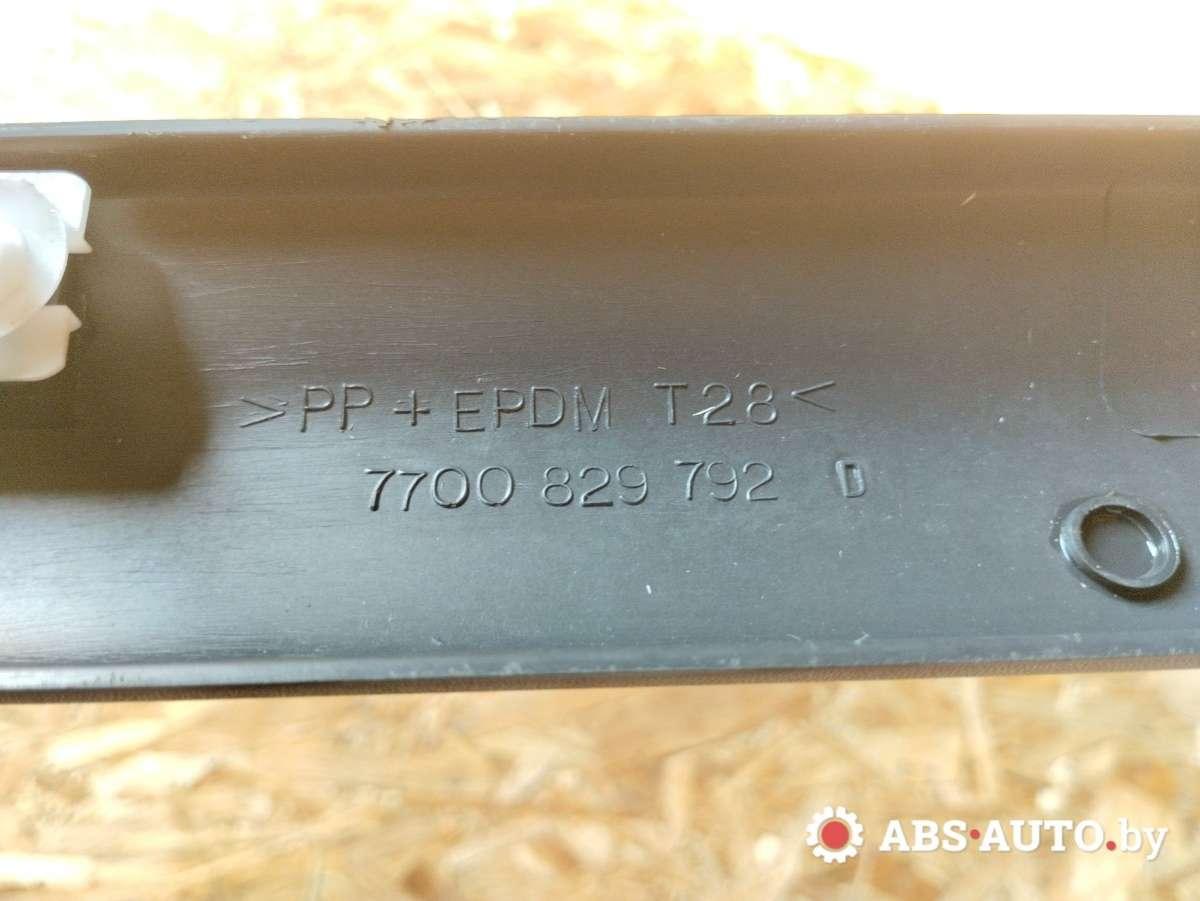 >PP + EPDM T28<
7700 829 792 D
ABS-AUTO.by